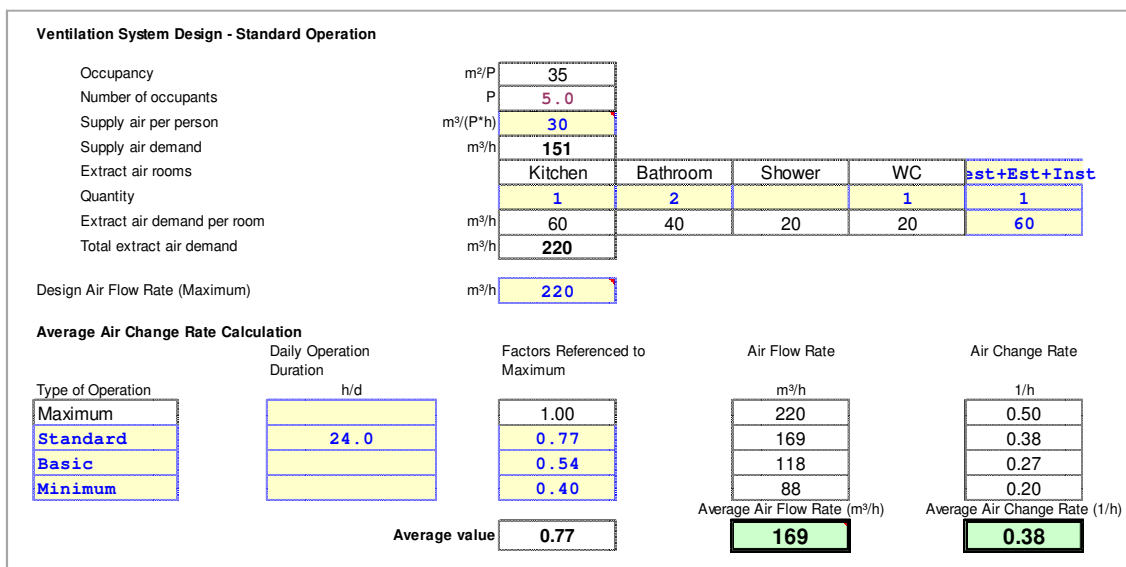 Ventilation System Design - Standard Operation
Occupancy m²/P 35
Number of occupants P 5.0
Supply air per person m³/(P*h) 30
Supply air demand m³/h 151
Extract air rooms Kitchen Bathroom Shower WC est+Est+Inst
Quantity 1 2 1 1
Extract air demand per room m³/h 60 40 20 20 60
Total extract air demand m³/h 220
Design Air Flow Rate (Maximum) m³/h 220
Average Air Change Rate Calculation
Daily Operation Factors Referenced to Air Flow Rate Air Change Rate
Duration Maximum
Type of Operation h/d m³/h 1/h
Maximum 1.00 220 0.50
Standard 24.0 0.77 169 0.38
Basic 0.54 118 0.27
Minimum 0.40 88 0.20
Average Air Flow Rate (m³/h) Average Air Change Rate (1/h)
Average value 0.77 169 0.38